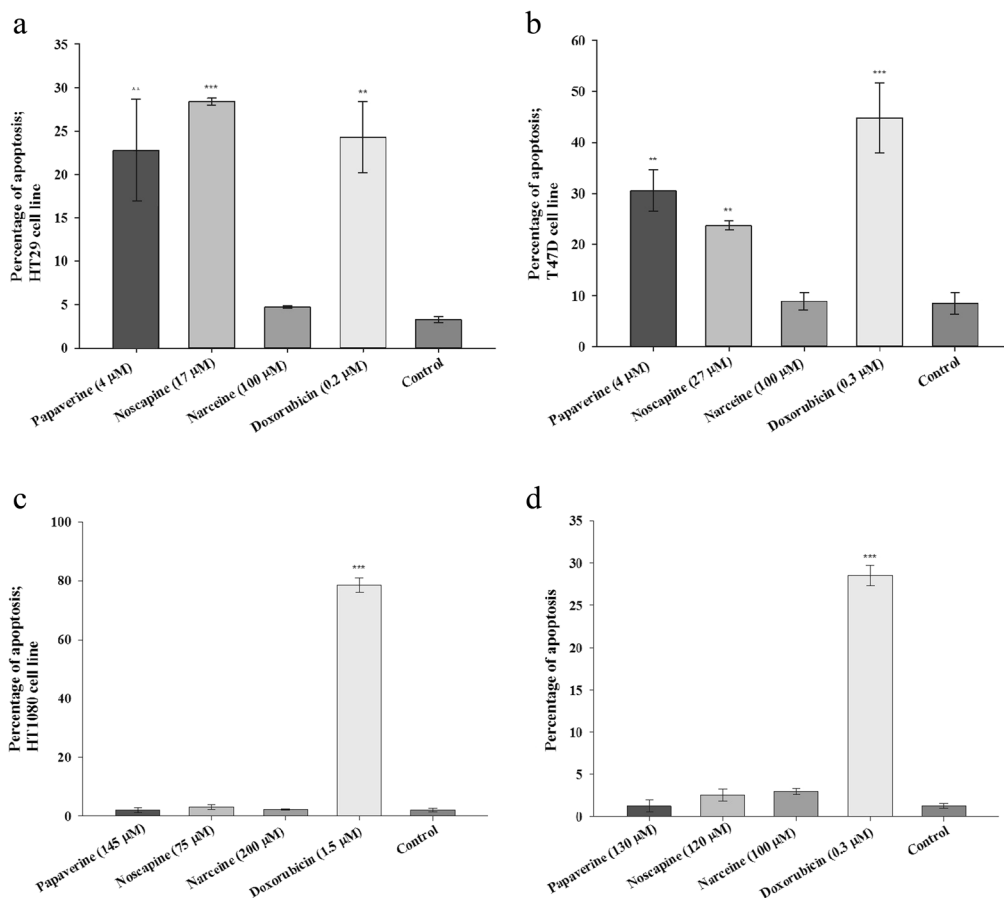 a
Percentage of apoptosis;
HT29 cell line
35
30
25
20
15
10
5
0
**
***
**
Papaverine (4 µM)
Noscapine (17 µM)
Narceine (100 µM)
Doxorubicin (0.2 µM)
Control
b
Percentage of apoptosis;
T47D cell line
60
50
40
30
20
10
0
**
**
***
Papaverine (4 µM)
Noscapine (27 µM)
Narceine (100 µM)
Doxorubicin (0.3 µM)
Control
c
Percentage of apoptosis;
HT1080 cell line
100
80
60
40
20
0
***
Papaverine (145 µM)
Noscapine (75 µM)
Narceine (200 µM)
Doxorubicin (1.5 µM)
Control
d
Percentage of apoptosis
35
30
25
20
15
10
5
0
***
Papaverine (130 µM)
Noscapine (120 µM)
Narceine (100 µM)
Doxorubicin (0.3 µM)
Control